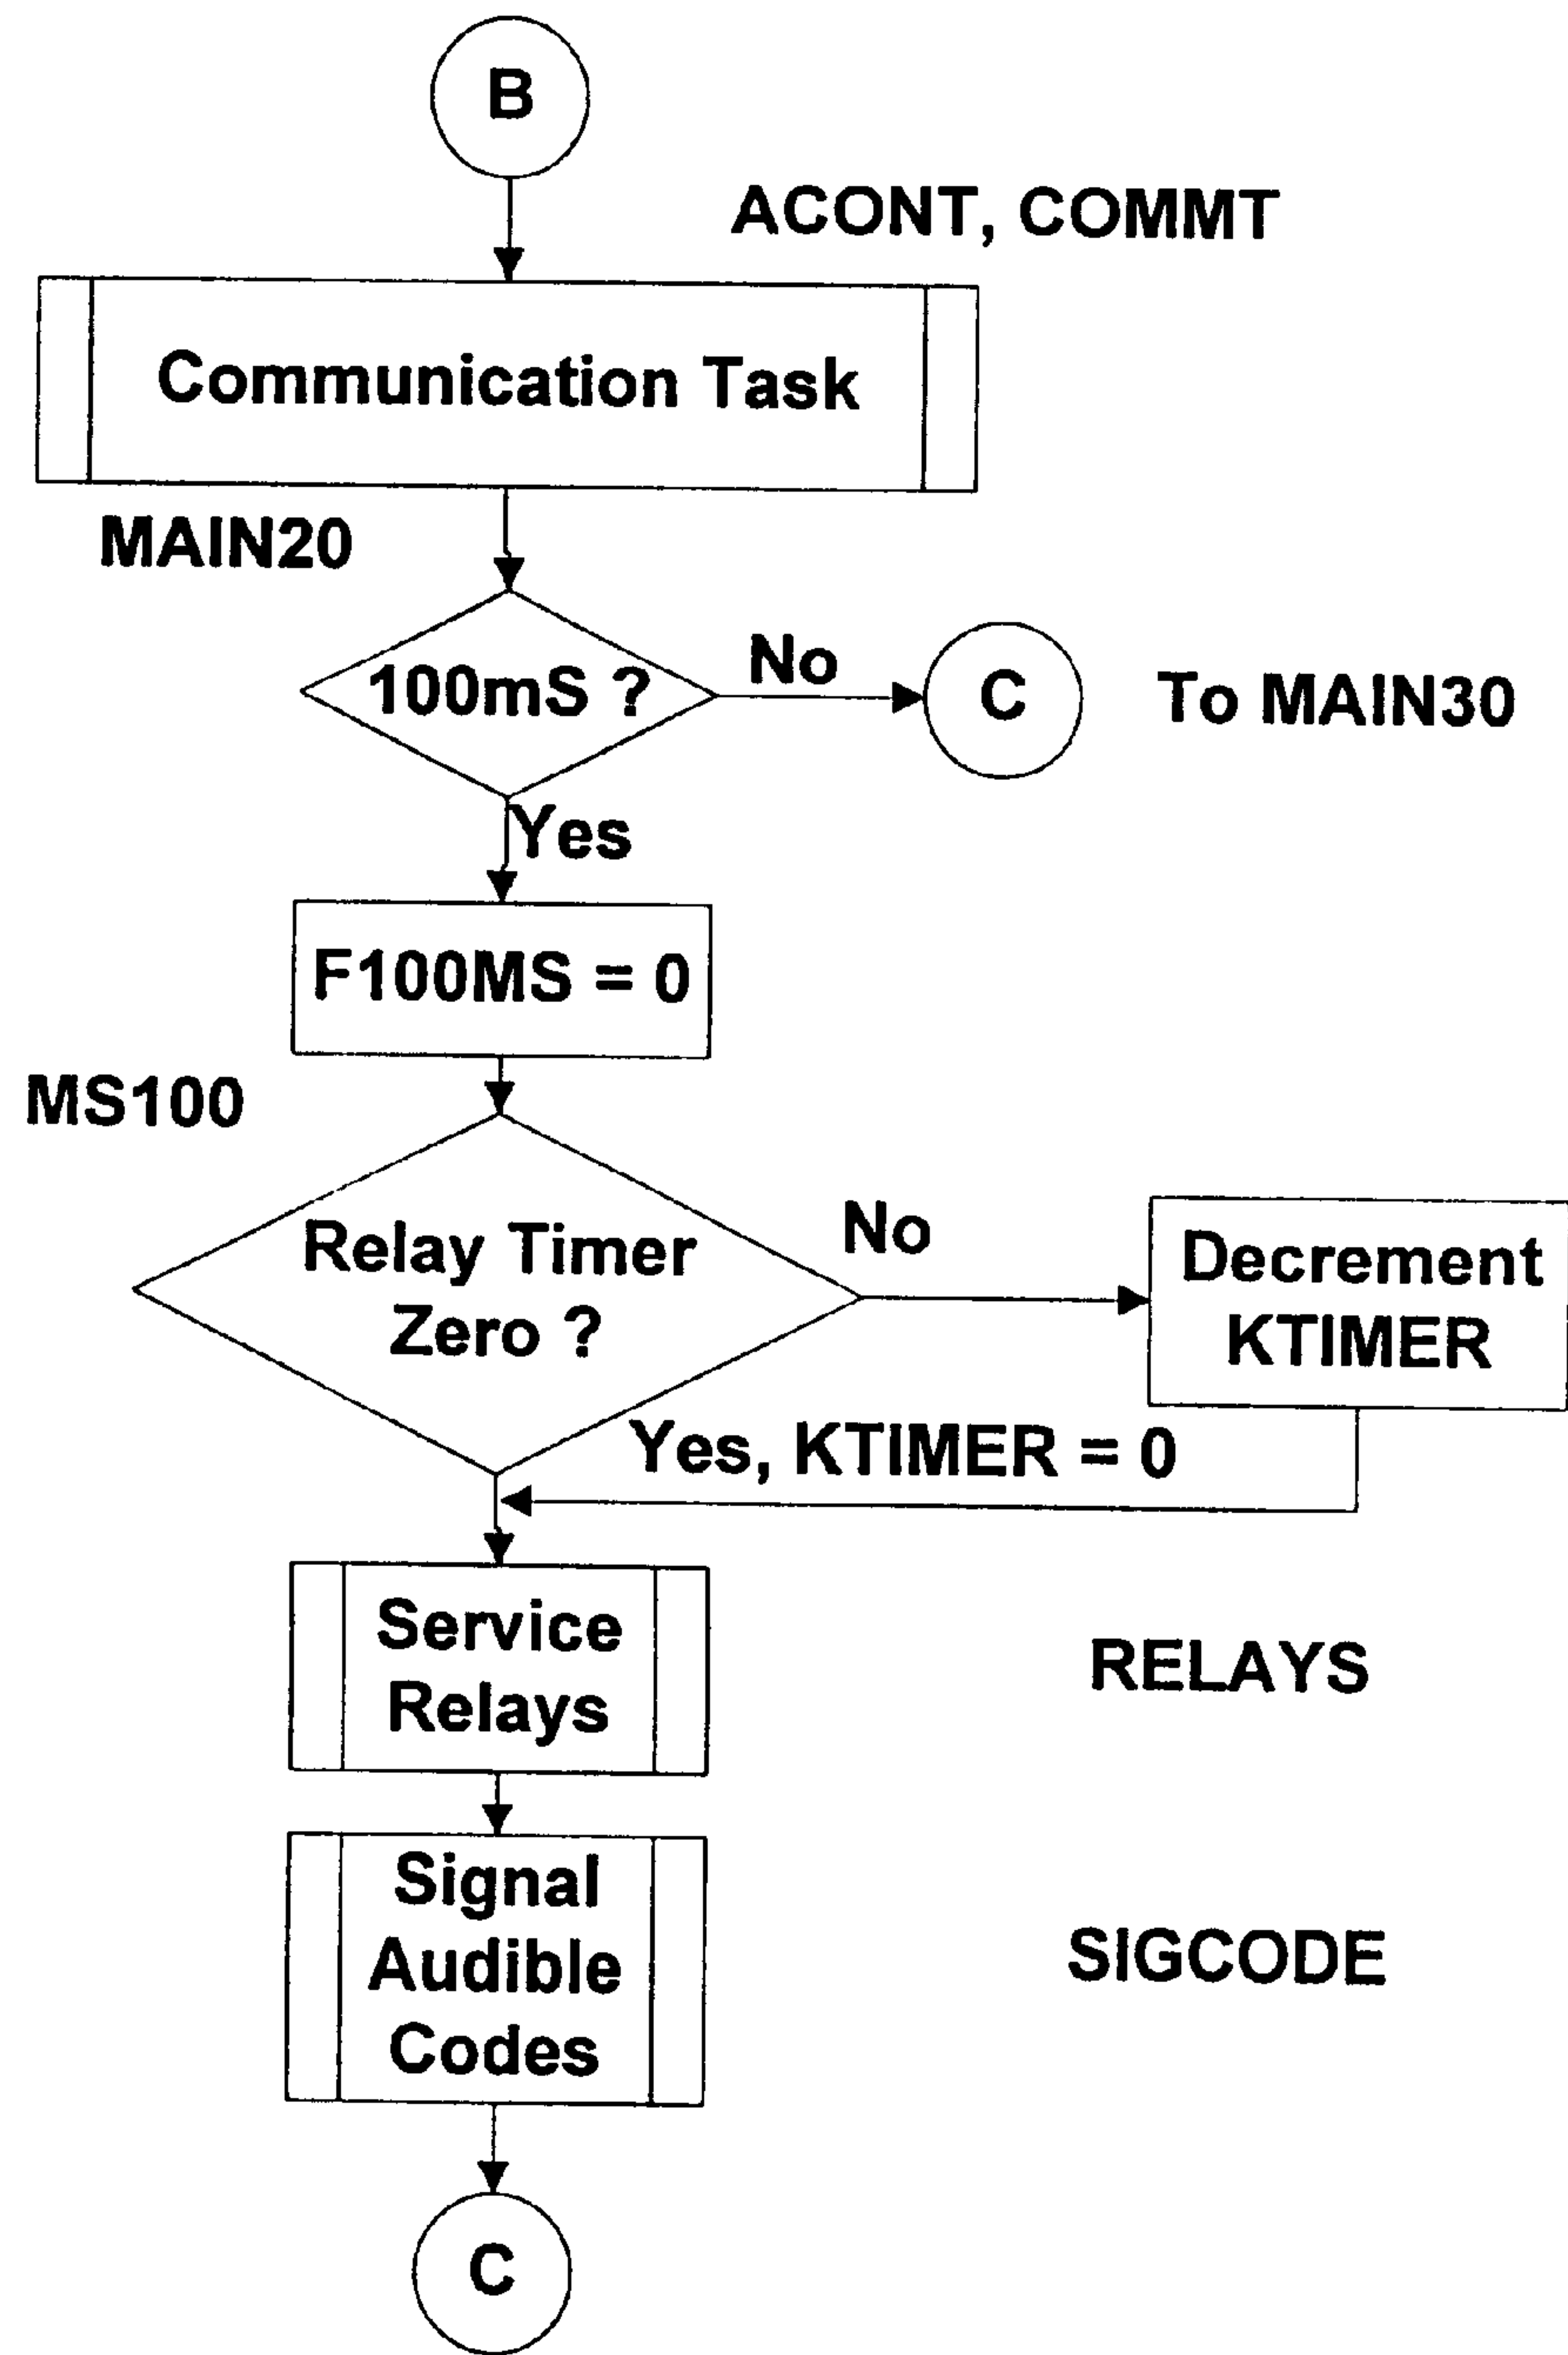 B
ACONT, COMMT
Communication Task
MAIN20
100mS ?
No
C
To MAIN30
Yes
F100MS = 0
MS100
Relay Timer
Zero ?
No
Decrement
KTIMER
Yes, KTIMER = 0
Service
Relays
RELAYS
Signal
Audible
Codes
SIGCODE
C